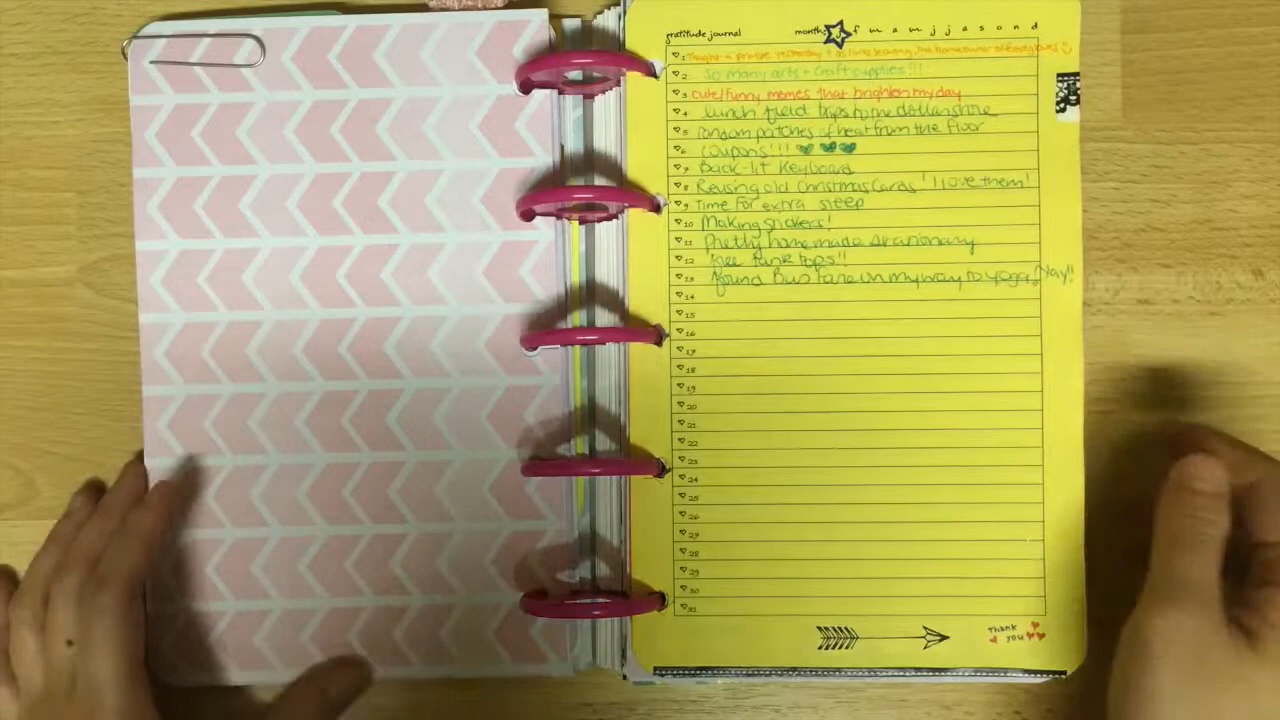 gratitude journal month: j f m a m j j a s o n d
1 yesterday
2 So many arts + craft supplies!!!
3 cute/funny memes that brighten my day
4 lunch field trips to the dollar store
5 random patches of heat from the floor
6 Coupons!!!
7 Back-lit Keyboard
8 Reusing old Christmas Cards I love them!
9 Time for extra sleep
10 Making stickers!
11 Pretty homemade stationary
12 free tank tops!!
13 found Bus fare on my way to yoga! Yay!!
14
15
16
17
18
19
20
21
22
23
24
25
26
27
28
29
30
31
Thank
you